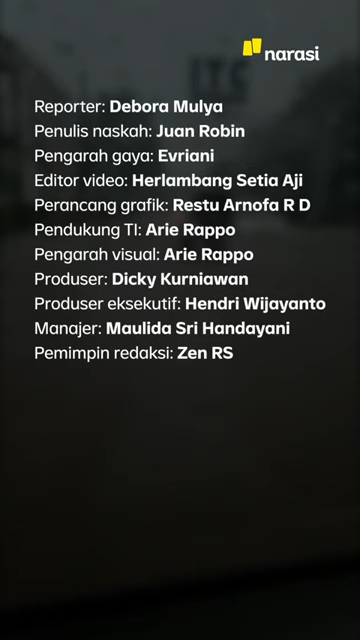 narasi
ITS
Reporter: Debora Mulya
Penulis naskah: Juan Robin
Pengarah gaya: Evriani
Editor video: Herlambang Setia Aji
Perancang grafik: Restu Arnofa R D
Pendukung TI: Arie Rappo
Pengarah visual: Arie Rappo
Produser: Dicky Kurniawan
Produser eksekutif: Hendri Wijayanto
Manajer: Maulida Sri Handayani
Pemimpin redaksi: Zen RS